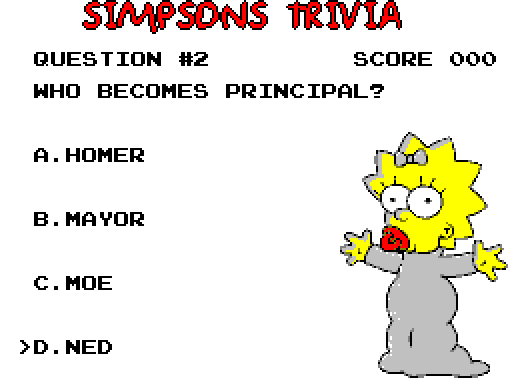 SIMPSONS TRIVIA
QUESTION #2 SCORE 000
WHO BECOMES PRINCIPAL?
A.HOMER
B.MAYOR
C.MOE
>D.NED